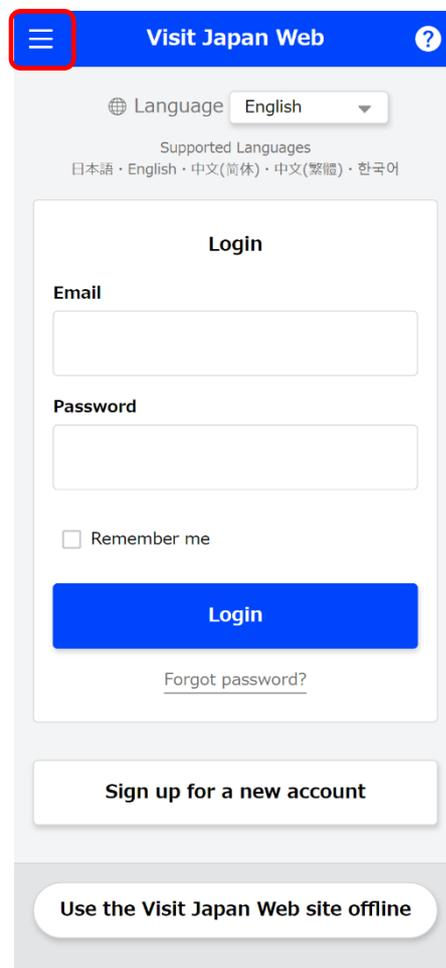 Visit Japan Web
?
Language English
Supported Languages
日本語・English・中文(简体)・中文(繁體)・한국어
Login
Email
Password
Remember me
Login
Forgot password?
Sign up for a new account
Use the Visit Japan Web site offline